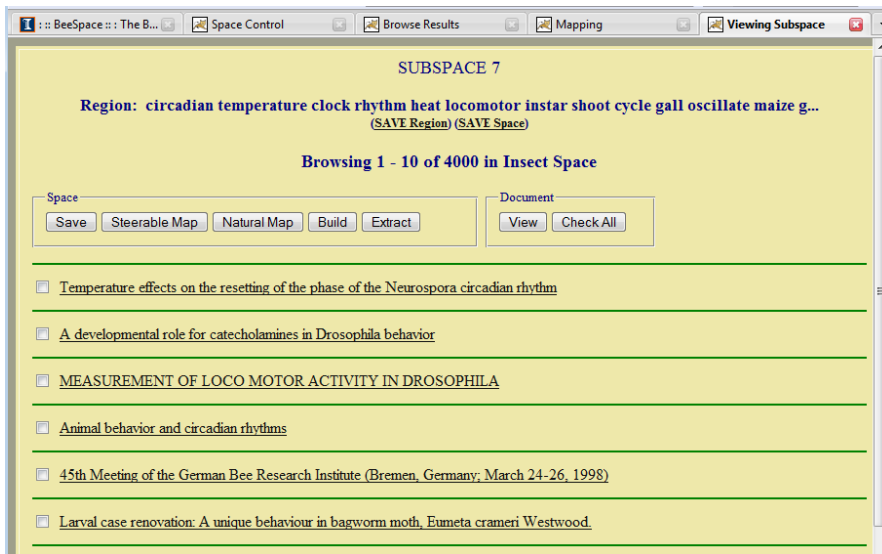 : :: BeeSpace :: : The B...
Space Control
Browse Results
Mapping
Viewing Subspace
SUBSPACE 7
Region: circadian temperature clock rhythm heat locomotor instar shoot cycle gall oscillate maize g...
(SAVE Region) (SAVE Space)
Browsing 1 - 10 of 4000 in Insect Space
Space
Save Steerable Map Natural Map Build Extract
Document
View Check All
Temperature effects on the resetting of the phase of the Neurospora circadian rhythm
A developmental role for catecholamines in Drosophila behavior
MEASUREMENT OF LOCO MOTOR ACTIVITY IN DROSOPHILA
Animal behavior and circadian rhythms
45th Meeting of the German Bee Research Institute (Bremen, Germany; March 24-26, 1998)
Larval case renovation: A unique behaviour in bagworm moth, Eumeta crameri Westwood.